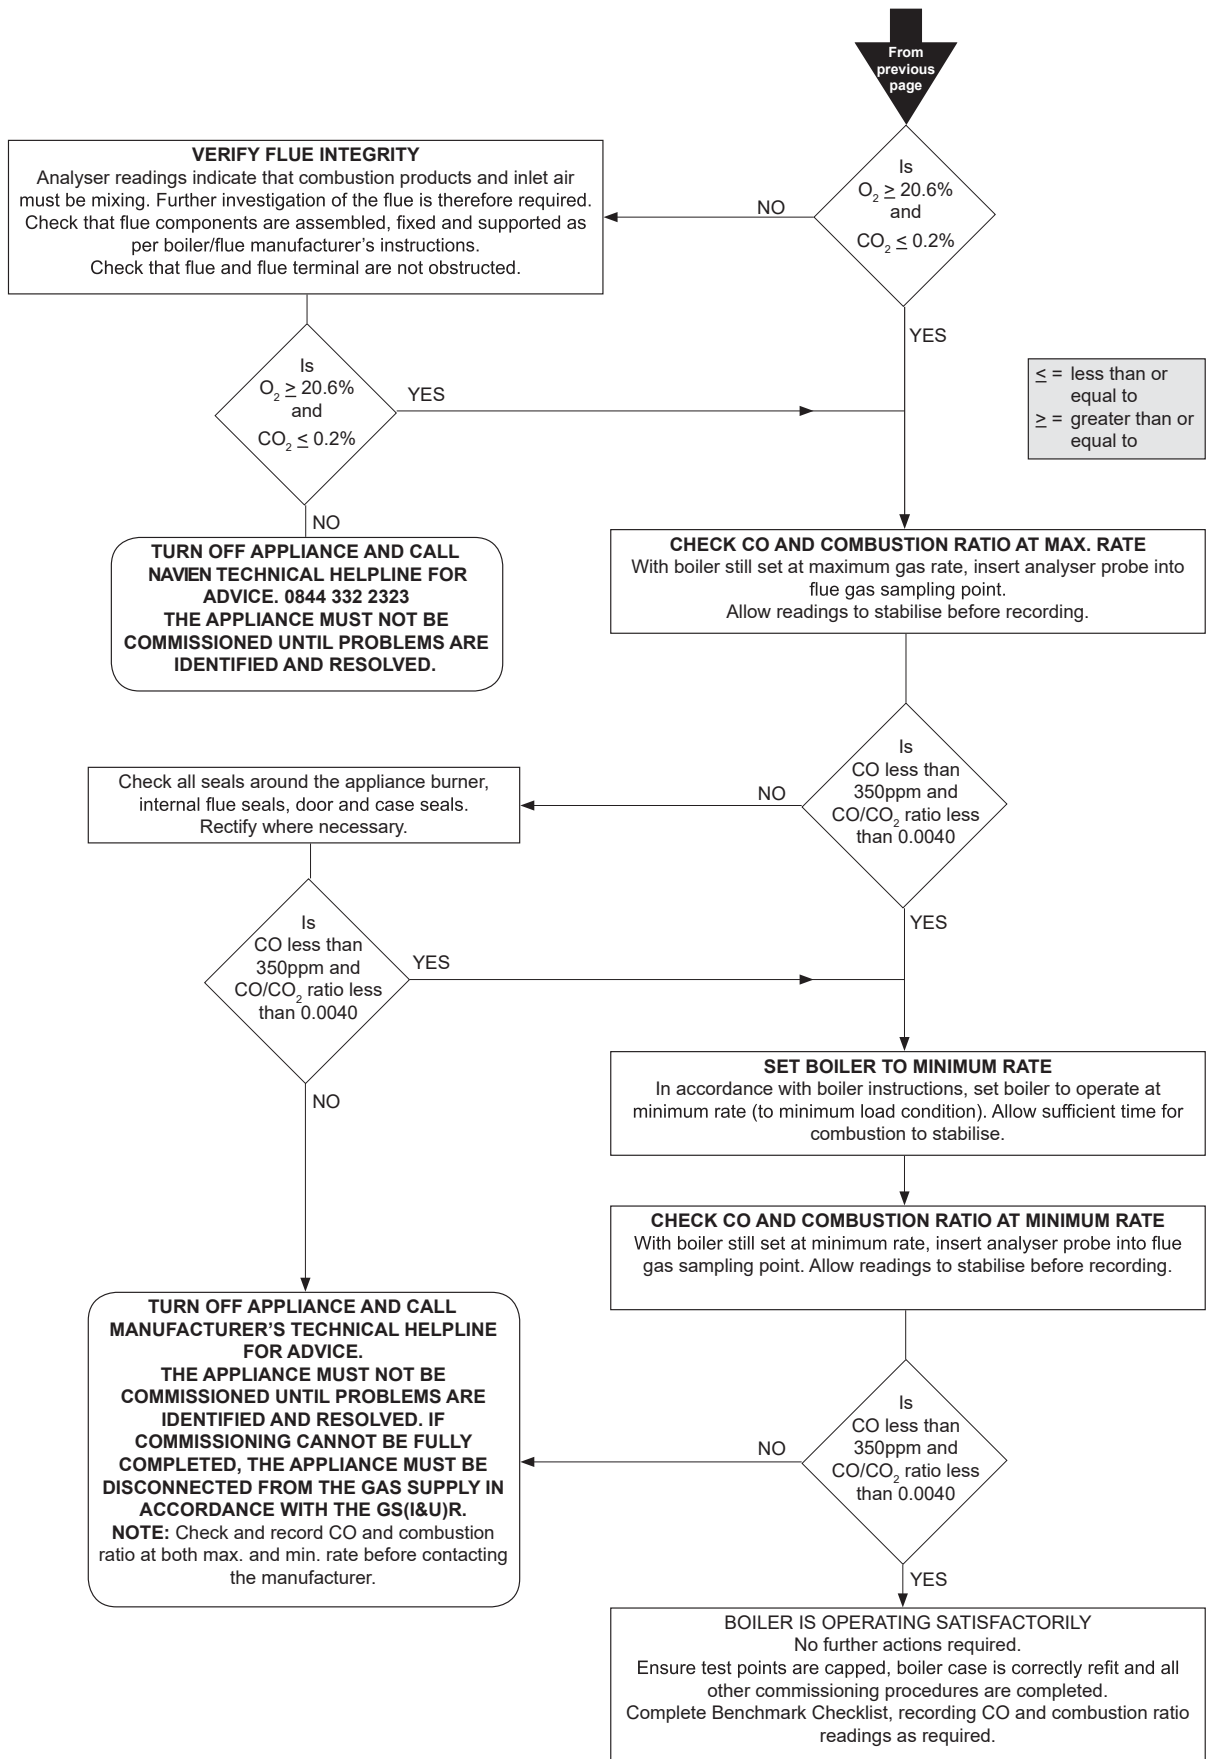 From
previous
page
Is
O₂ ≥ 20.6%
and
CO₂ ≤ 0.2%
NO
YES
VERIFY FLUE INTEGRITY
Analyser readings indicate that combustion products and inlet air
must be mixing. Further investigation of the flue is therefore required.
Check that flue components are assembled, fixed and supported as
per boiler/flue manufacturer’s instructions.
Check that flue and flue terminal are not obstructed.
Is
O₂ ≥ 20.6%
and
CO₂ ≤ 0.2%
YES
NO
≤ = less than or
equal to
≥ = greater than or
equal to
TURN OFF APPLIANCE AND CALL
NAVIEN TECHNICAL HELPLINE FOR
ADVICE. 0844 332 2323
THE APPLIANCE MUST NOT BE
COMMISSIONED UNTIL PROBLEMS ARE
IDENTIFIED AND RESOLVED.
CHECK CO AND COMBUSTION RATIO AT MAX. RATE
With boiler still set at maximum gas rate, insert analyser probe into
flue gas sampling point.
Allow readings to stabilise before recording.
Is
CO less than
350ppm and
CO/CO₂ ratio less
than 0.0040
NO
YES
Check all seals around the appliance burner,
internal flue seals, door and case seals.
Rectify where necessary.
Is
CO less than
350ppm and
CO/CO₂ ratio less
than 0.0040
YES
NO
SET BOILER TO MINIMUM RATE
In accordance with boiler instructions, set boiler to operate at
minimum rate (to minimum load condition). Allow sufficient time for
combustion to stabilise.
CHECK CO AND COMBUSTION RATIO AT MINIMUM RATE
With boiler still set at minimum rate, insert analyser probe into flue
gas sampling point. Allow readings to stabilise before recording.
TURN OFF APPLIANCE AND CALL
MANUFACTURER’S TECHNICAL HELPLINE
FOR ADVICE.
THE APPLIANCE MUST NOT BE
COMMISSIONED UNTIL PROBLEMS ARE
IDENTIFIED AND RESOLVED. IF
COMMISSIONING CANNOT BE FULLY
COMPLETED, THE APPLIANCE MUST BE
DISCONNECTED FROM THE GAS SUPPLY IN
ACCORDANCE WITH THE GS(I&U)R.
NOTE: Check and record CO and combustion
ratio at both max. and min. rate before contacting
the manufacturer.
Is
CO less than
350ppm and
CO/CO₂ ratio less
than 0.0040
NO
YES
BOILER IS OPERATING SATISFACTORILY
No further actions required.
Ensure test points are capped, boiler case is correctly refit and all
other commissioning procedures are completed.
Complete Benchmark Checklist, recording CO and combustion ratio
readings as required.